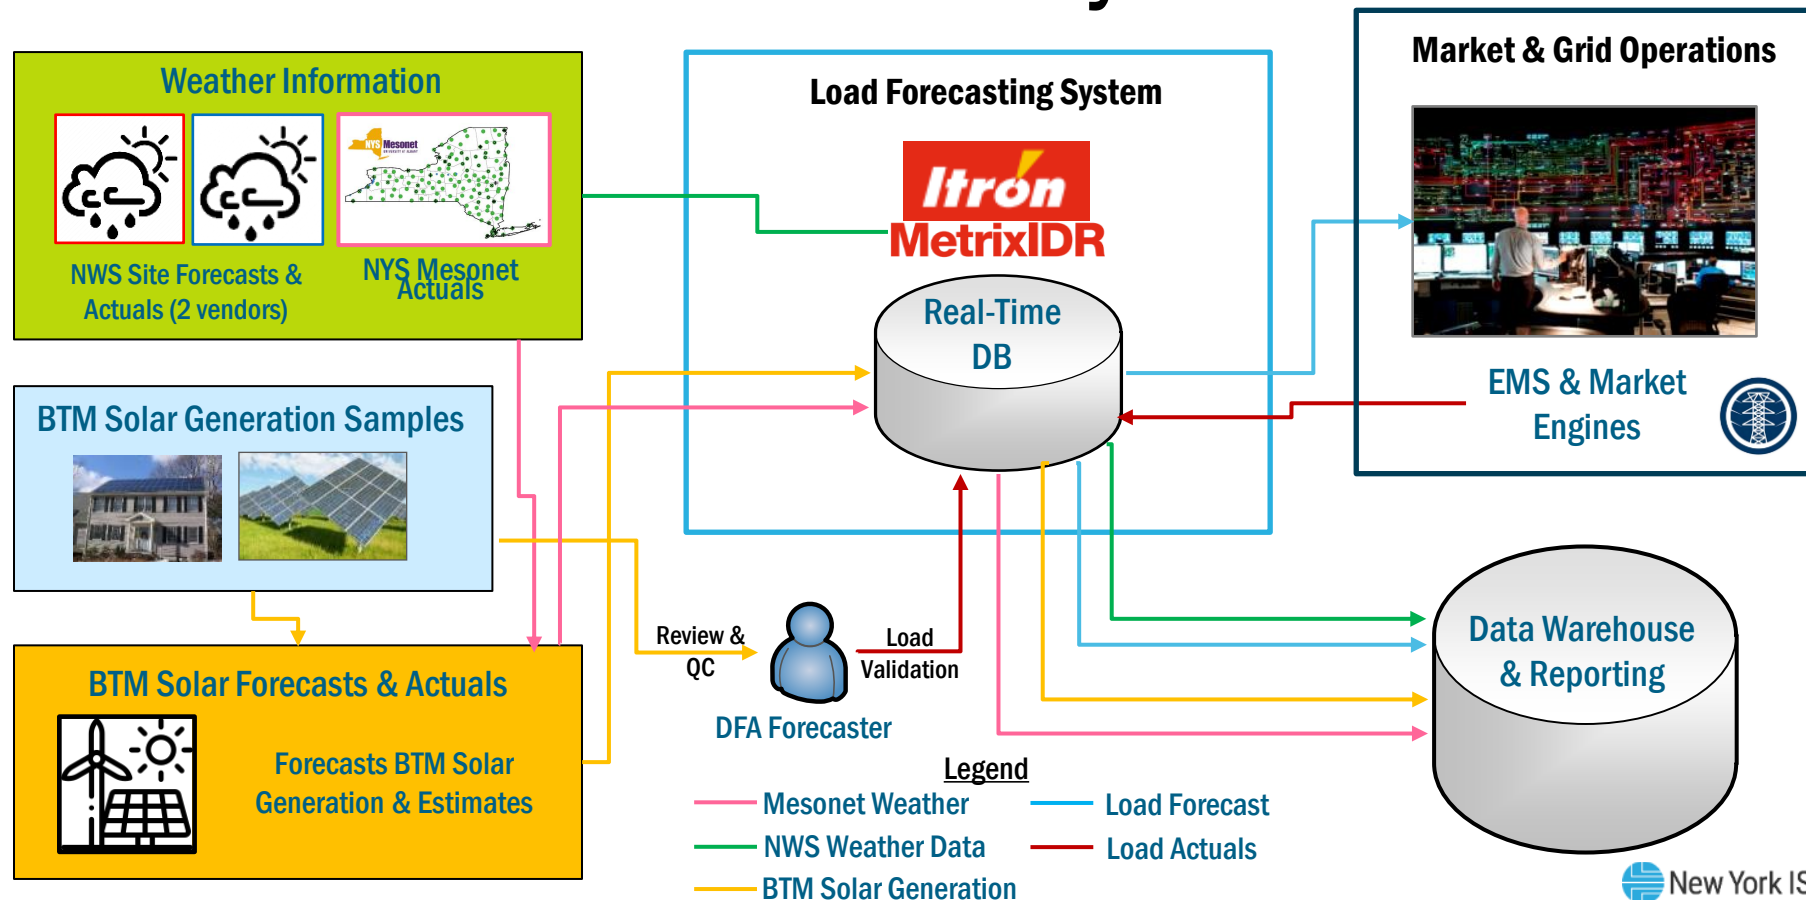 Weather Information
NYS Mesonet
NWS Site Forecasts &
Actuals (2 vendors)
NYS Mesonet
Actuals
BTM Solar Generation Samples
BTM Solar Forecasts & Actuals
Forecasts BTM Solar
Generation & Estimates
Load Forecasting System
Itrón
MetrixIDR
Real-Time
DB
Review &
QC
Load
Validation
DFA Forecaster
Market & Grid Operations
EMS & Market
Engines
Data Warehouse
& Reporting
Legend
Mesonet Weather
NWS Weather Data
BTM Solar Generation
Load Forecast
Load Actuals
New York IS